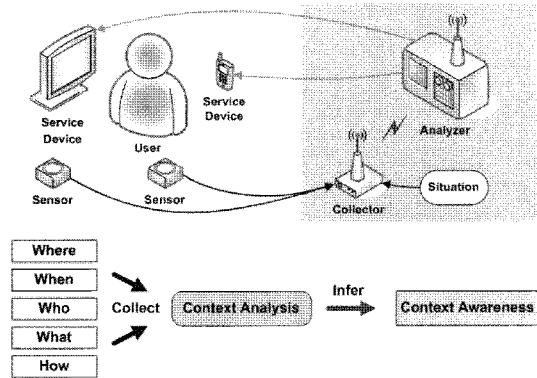 Service
Device
User
Service
Device
Analyzer
Sensor
Sensor
Collector
Situation
Where
When
Who
What
How
Collect
Context Analysis
Infer
Context Awareness